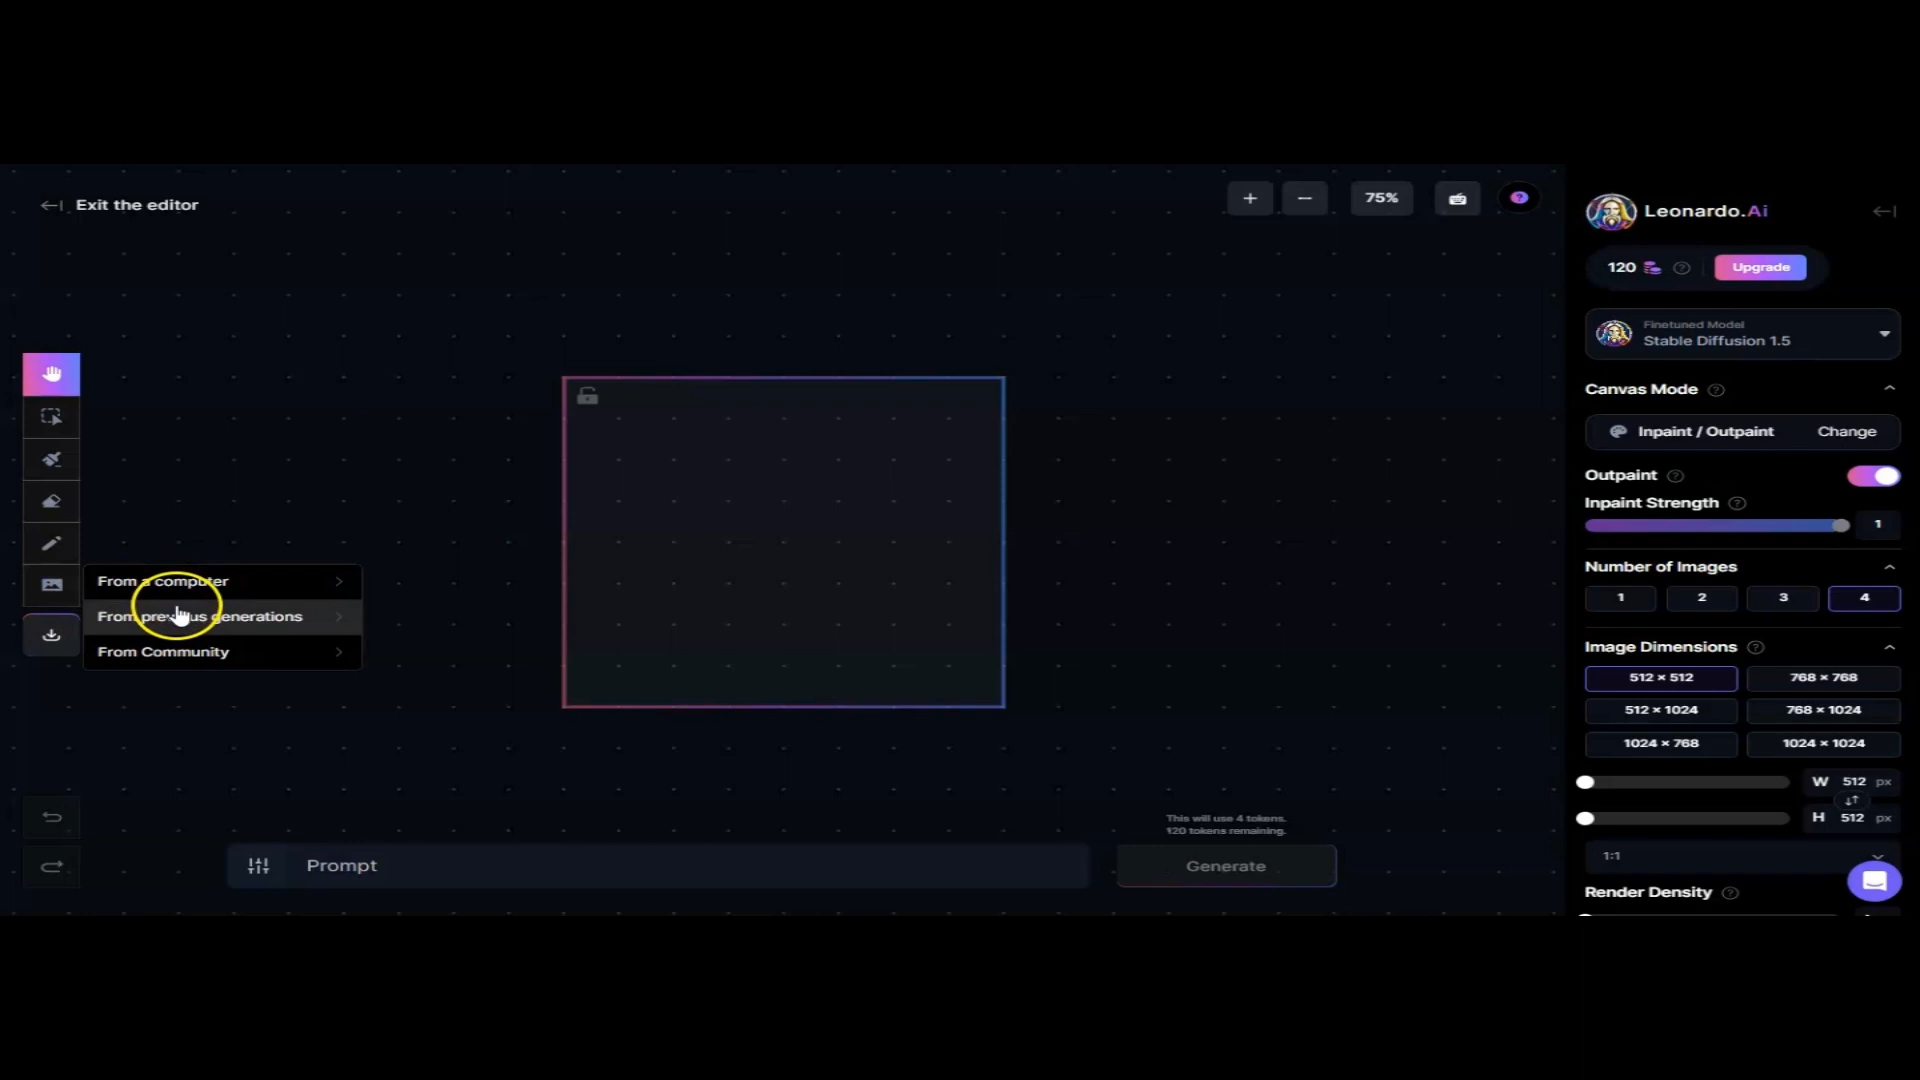 Exit the editor
75%
Leonardo.Ai
120
Upgrade
Finetuned Model
Stable Diffusion 1.5
Canvas Mode
Inpaint / Outpaint
Change
Outpaint
Inpaint Strength
1
Number of Images
1
2
3
4
Image Dimensions
512 × 512
768 × 768
512 × 1024
768 × 1024
1024 × 768
1024 × 1024
W 512 px
H 512 px
1:1
Render Density
From a computer
From previous generations
From Community
This will use 4 tokens.
120 tokens remaining.
Prompt
Generate